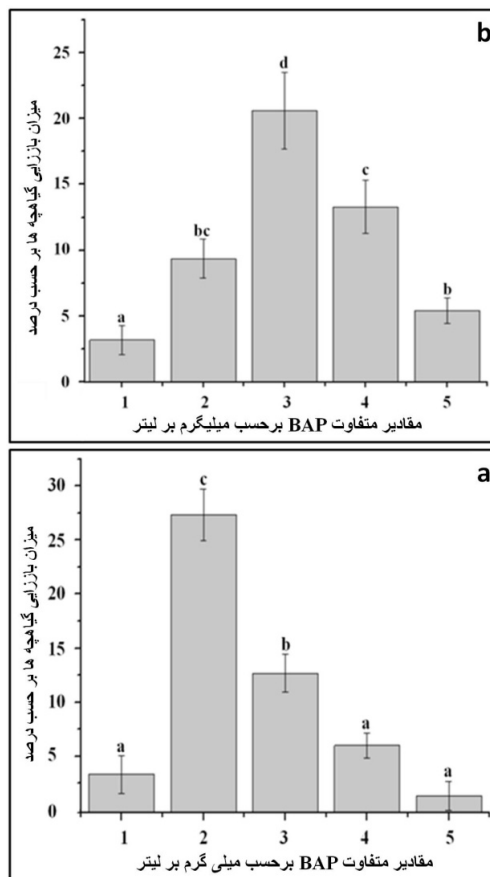 b
میزان باززایی گیاهچه ها بر حسب درصد
25
20
15
10
5
0
a
bc
d
c
b
1 2 3 4 5
مقادیر متفاوت BAP برحسب میلیگرم بر لیتر
a
میزان باززایی گیاهچه ها بر حسب درصد
30
25
20
15
10
5
0
a
c
b
a
a
1 2 3 4 5
مقادیر متفاوت BAP برحسب میلی گرم بر لیتر